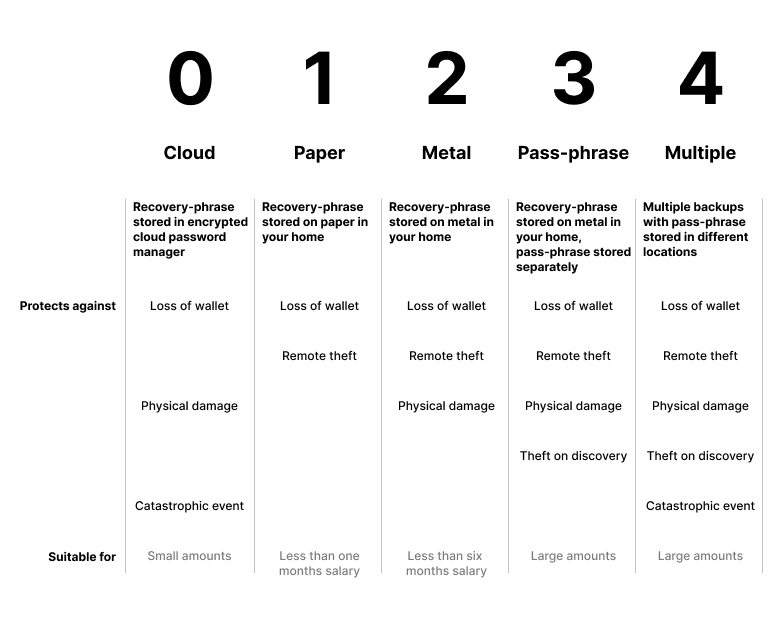 0 1 2 3 4
Cloud Paper Metal Pass-phrase Multiple
Recovery-phrase
stored in encrypted
cloud password
manager
Recovery-phrase
stored on paper in
your home
Recovery-phrase
stored on metal in
your home
Recovery-phrase
stored on metal in
your home,
pass-phrase stored
separately
Multiple backups
with pass-phrase
stored in different
locations
Protects against Loss of wallet Loss of wallet Loss of wallet Loss of wallet Loss of wallet
Remote theft Remote theft Remote theft Remote theft
Physical damage Physical damage Physical damage Physical damage
Theft on discovery Theft on discovery
Catastrophic event Catastrophic event
Suitable for
Small amounts
Less than one
months salary
Less than six
months salary
Large amounts
Large amounts